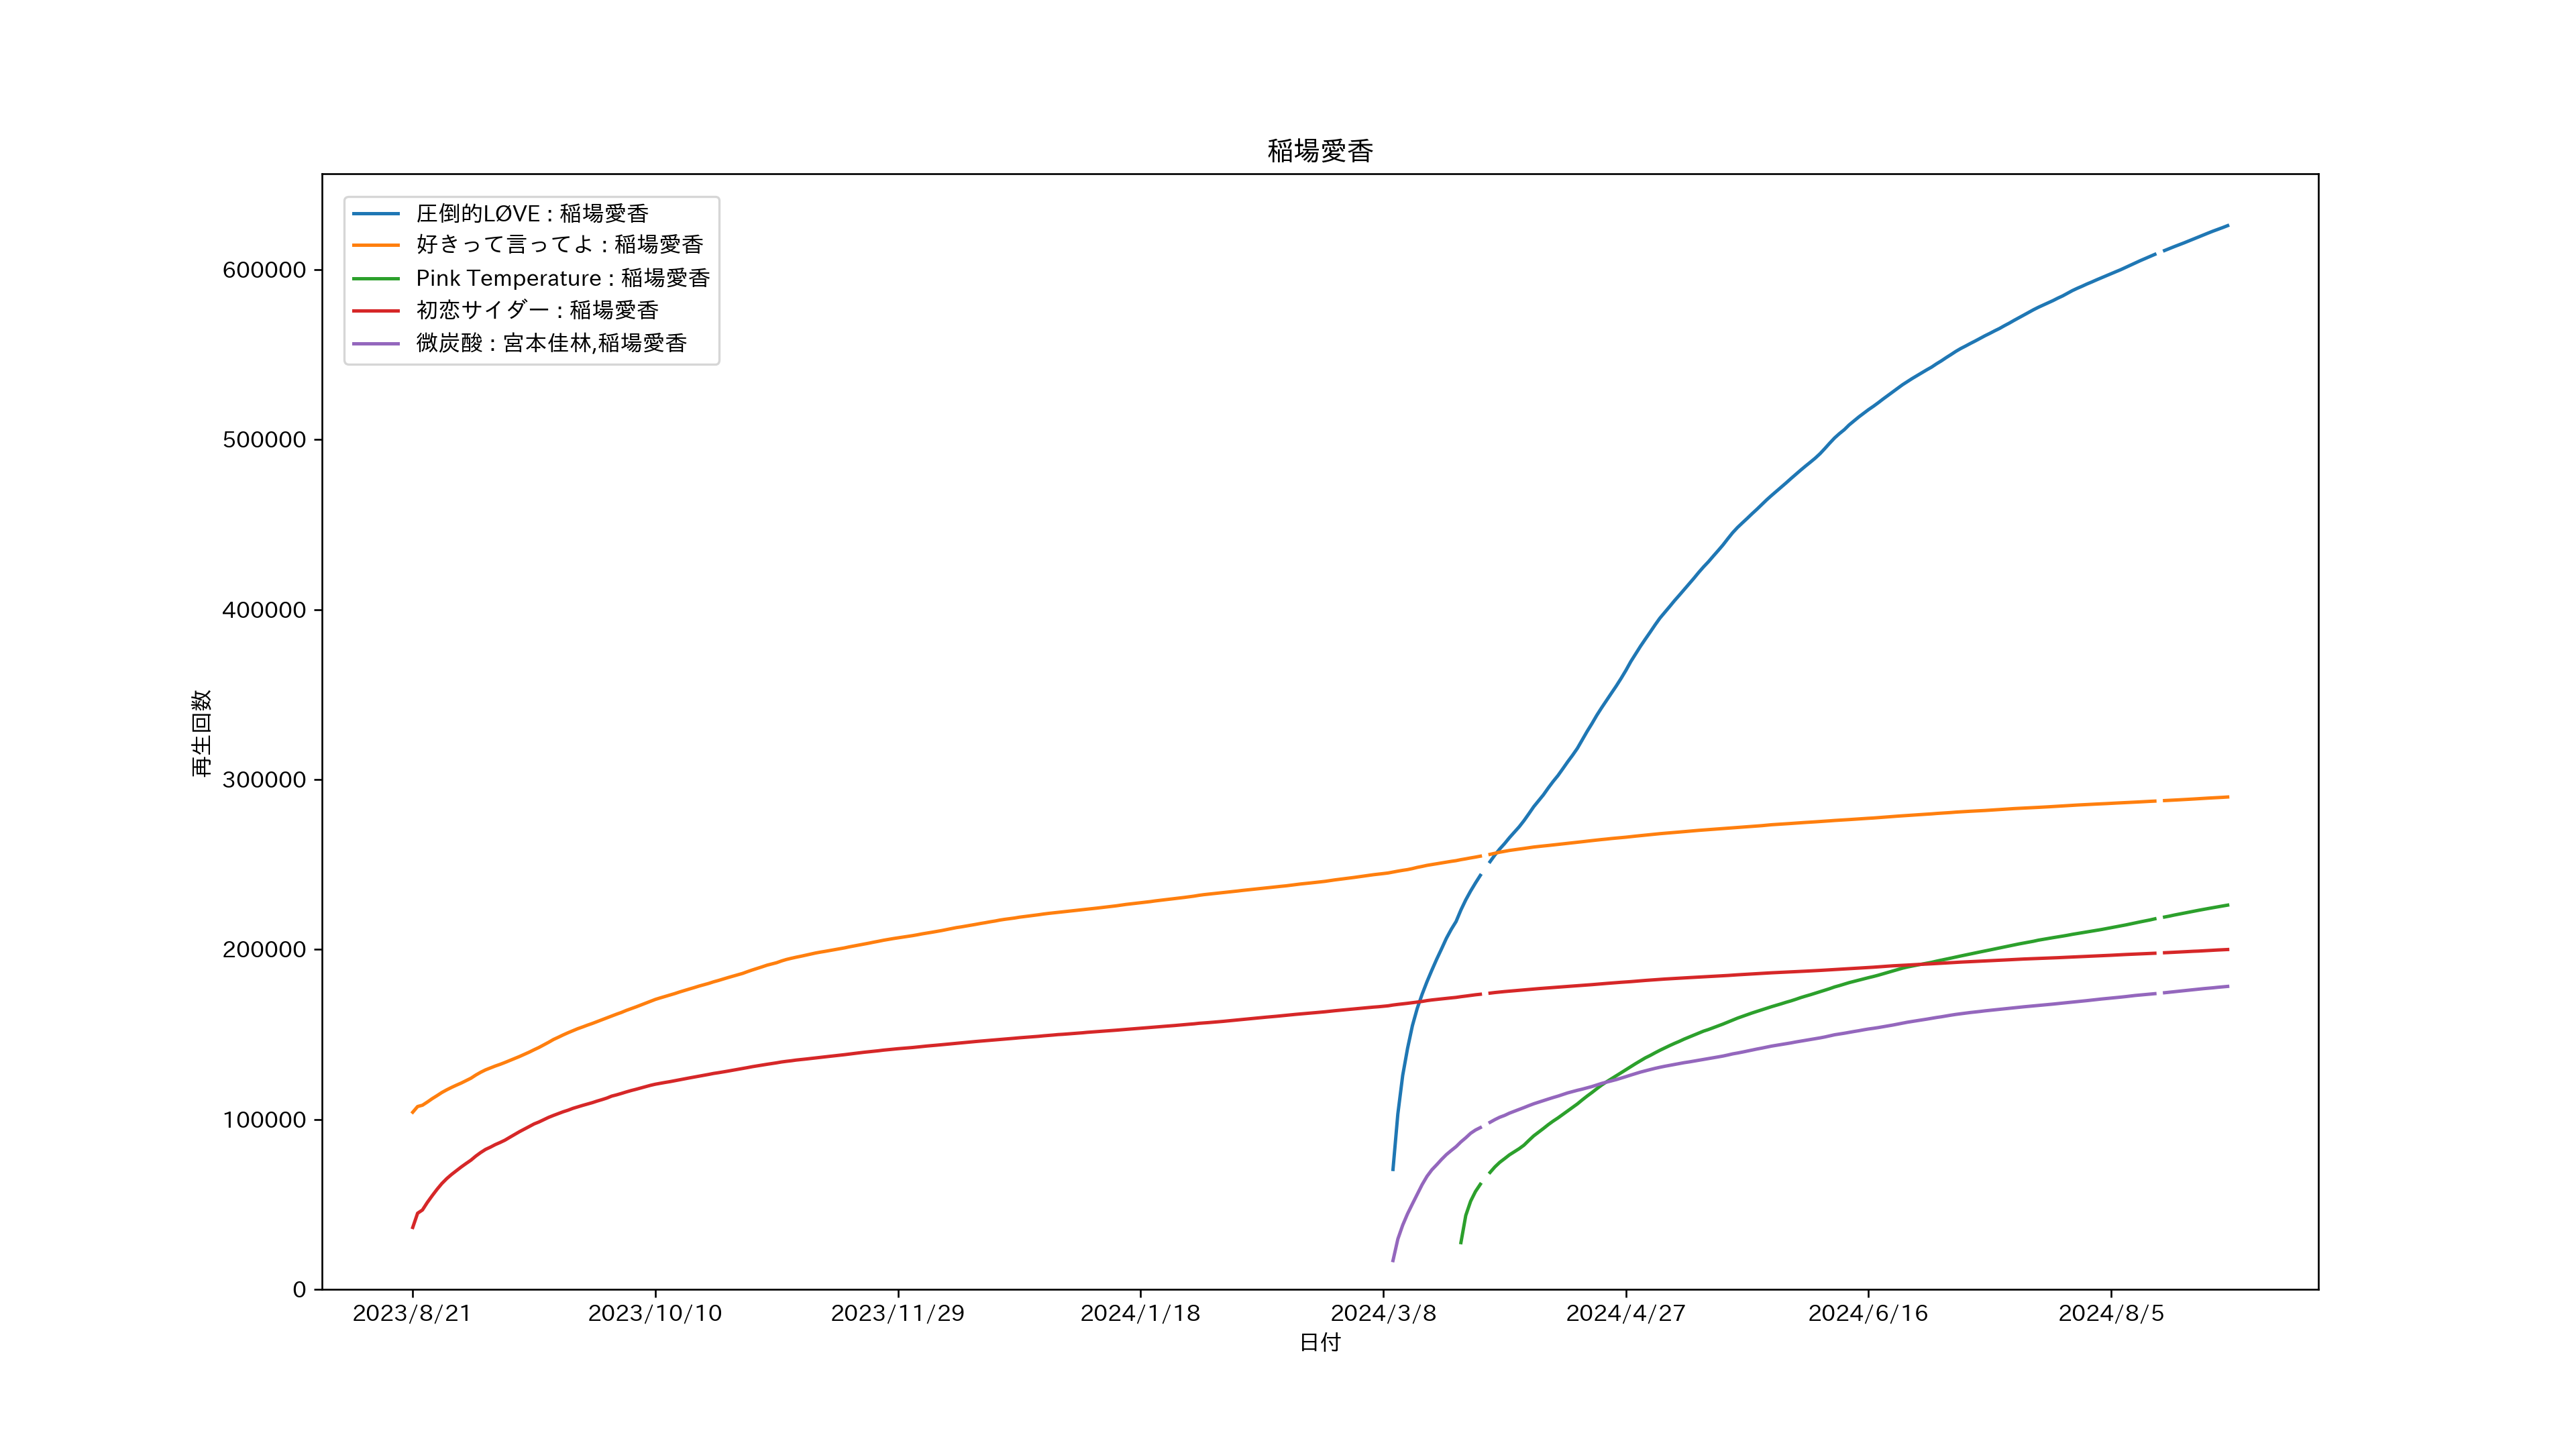 稲場愛香
圧倒的LØVE : 稲場愛香
好きって言ってよ : 稲場愛香
Pink Temperature : 稲場愛香
初恋サイダー : 稲場愛香
微炭酸 : 宮本佳林,稲場愛香
再生回数
600000
500000
400000
300000
200000
100000
0
2023/8/21 2023/10/10 2023/11/29 2024/1/18 2024/3/8 2024/4/27 2024/6/16 2024/8/5
日付